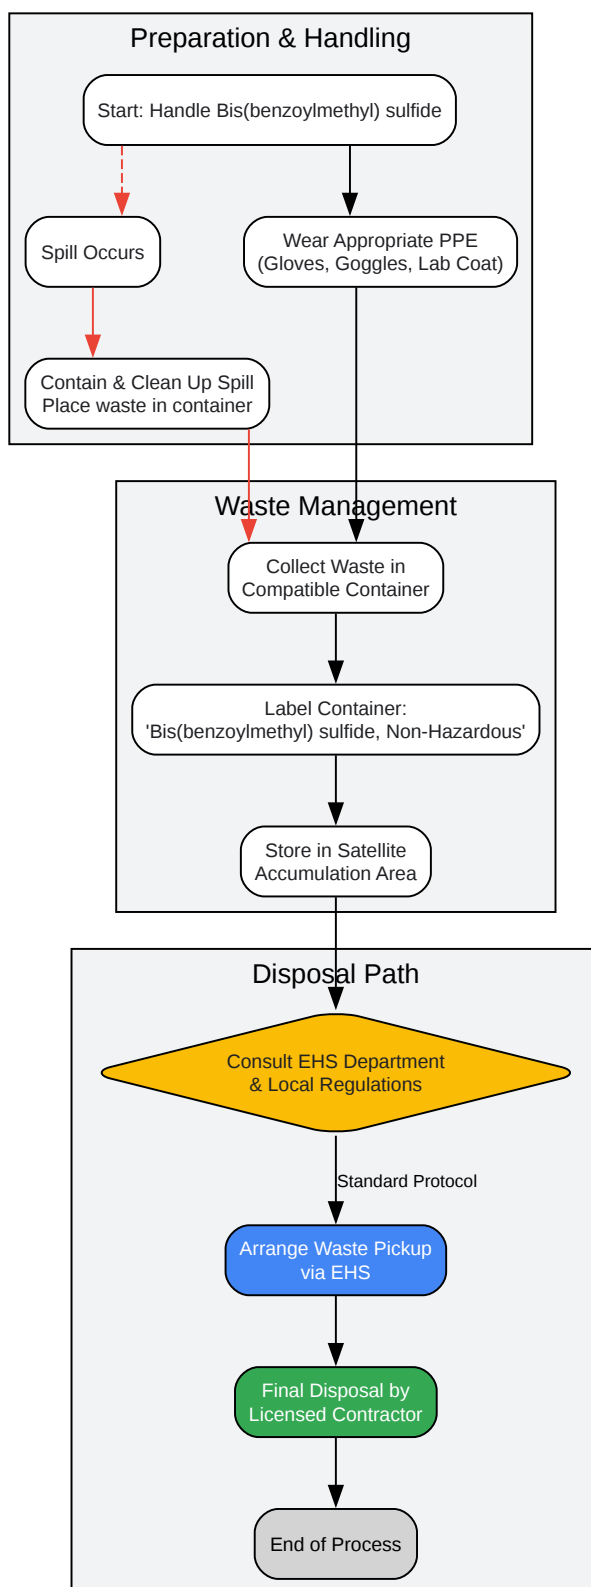 Preparation & Handling
Start: Handle Bis(benzoylmethyl) sulfide
Spill Occurs
Wear Appropriate PPE
(Gloves, Goggles, Lab Coat)
Contain & Clean Up Spill
Place waste in container
Waste Management
Collect Waste in
Compatible Container
Label Container:
'Bis(benzoylmethyl) sulfide, Non-Hazardous'
Store in Satellite
Accumulation Area
Disposal Path
Consult EHS Department
& Local Regulations
Standard Protocol
Arrange Waste Pickup
via EHS
Final Disposal by
Licensed Contractor
End of Process